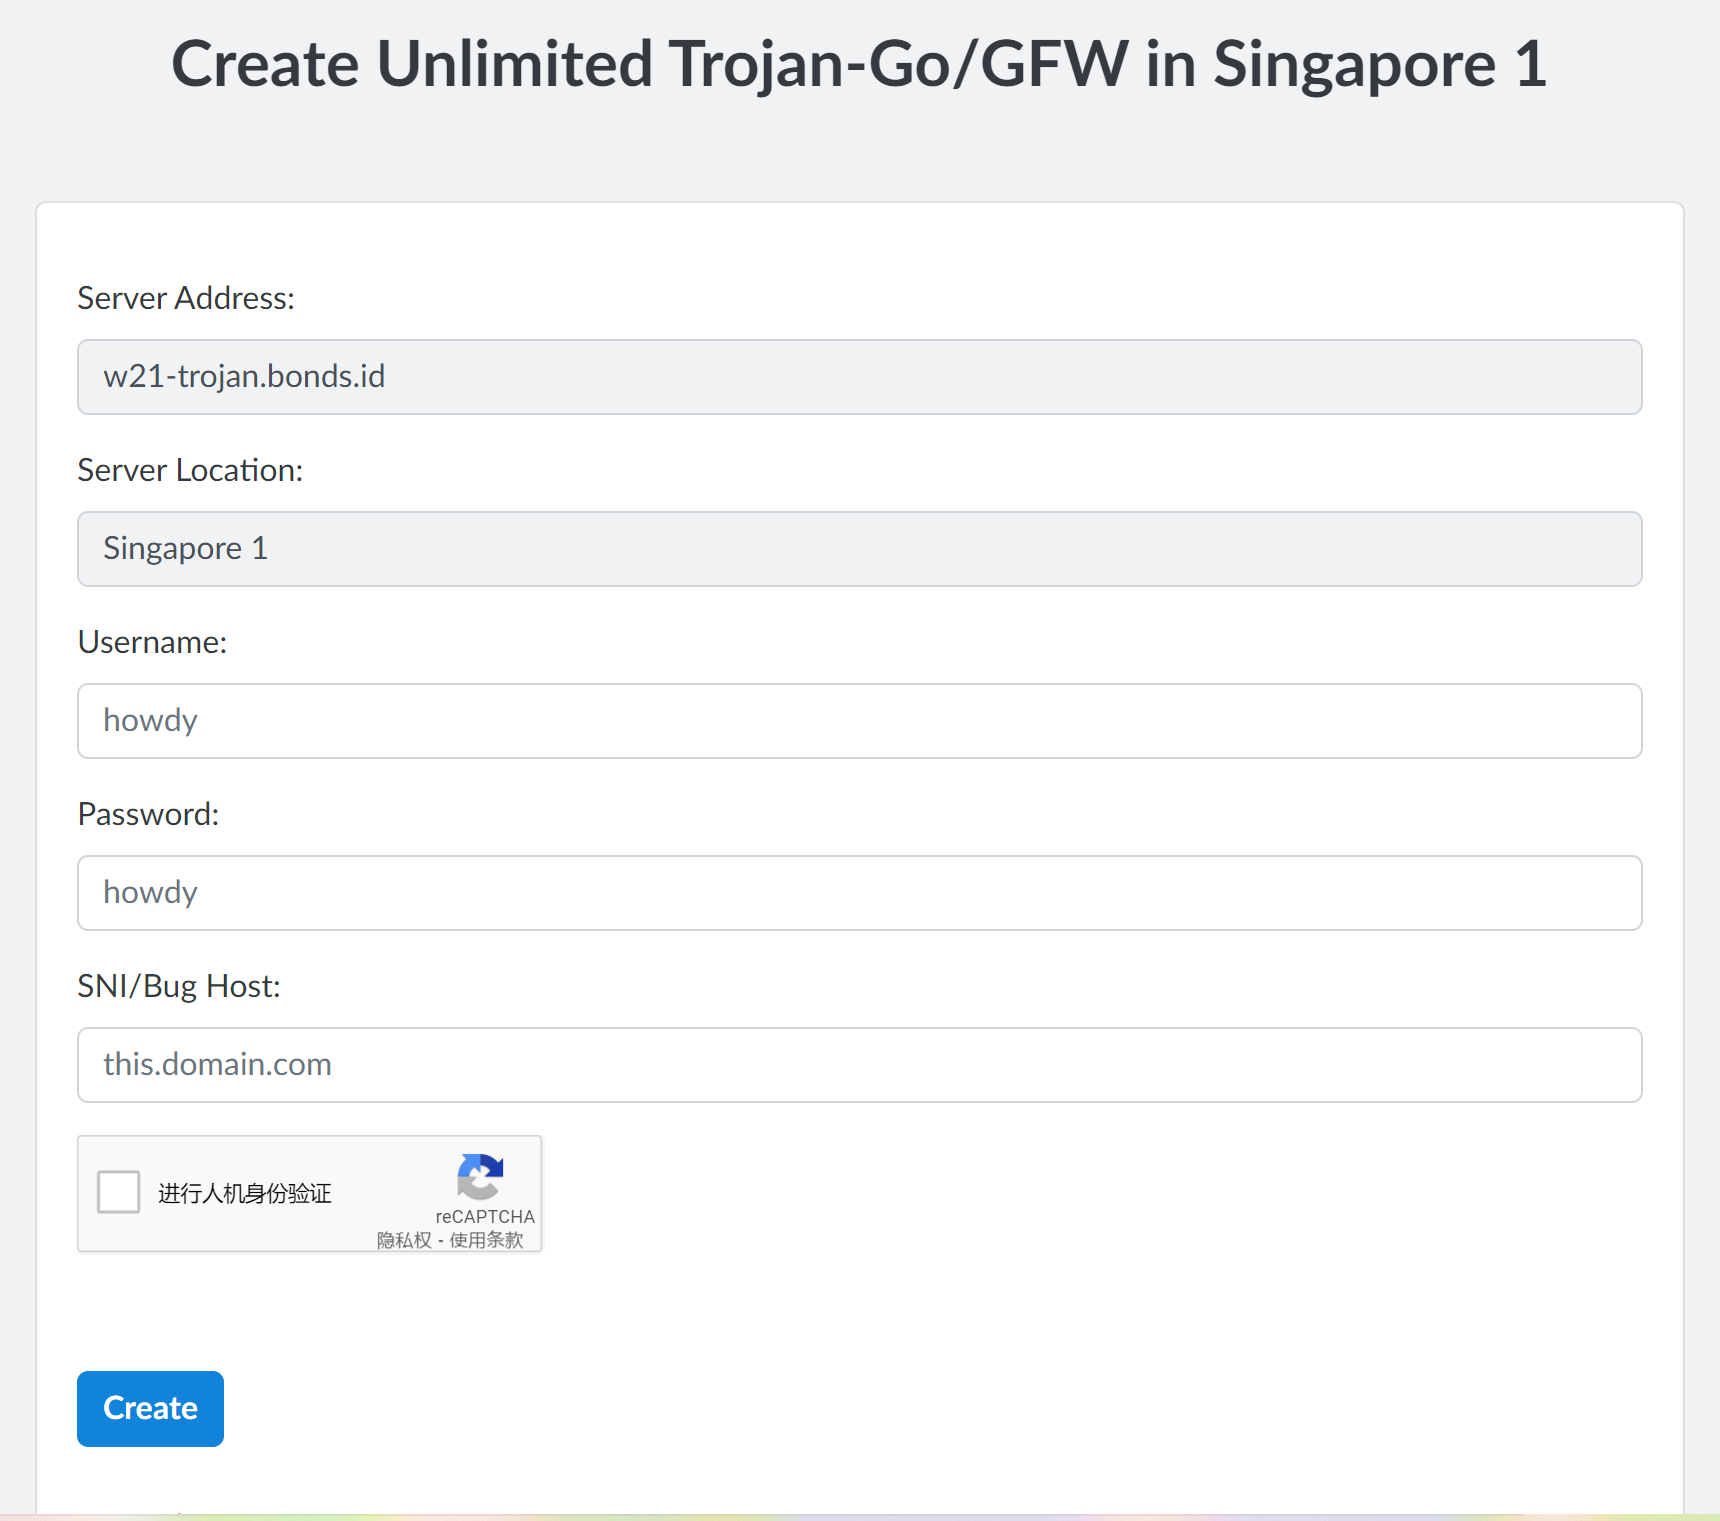 Create Unlimited Trojan-Go/GFW in Singapore 1
Server Address:
w21-trojan.bonds.id
Server Location:
Singapore 1
Username:
howdy
Password:
howdy
SNI/Bug Host:
this.domain.com
进行人机身份验证
reCAPTCHA
隐私权 - 使用条款
Create